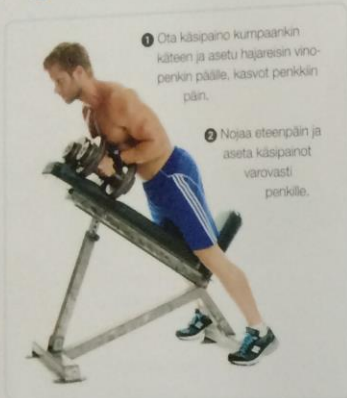 1 Ota käsipaino kumpaankin
käteen ja asetu hajareisin vino-
penkin päälle, kasvot penkkiin
päin.
2 Nojaa eteenpäin ja
aseta käsipainot
varovasti
penkille.